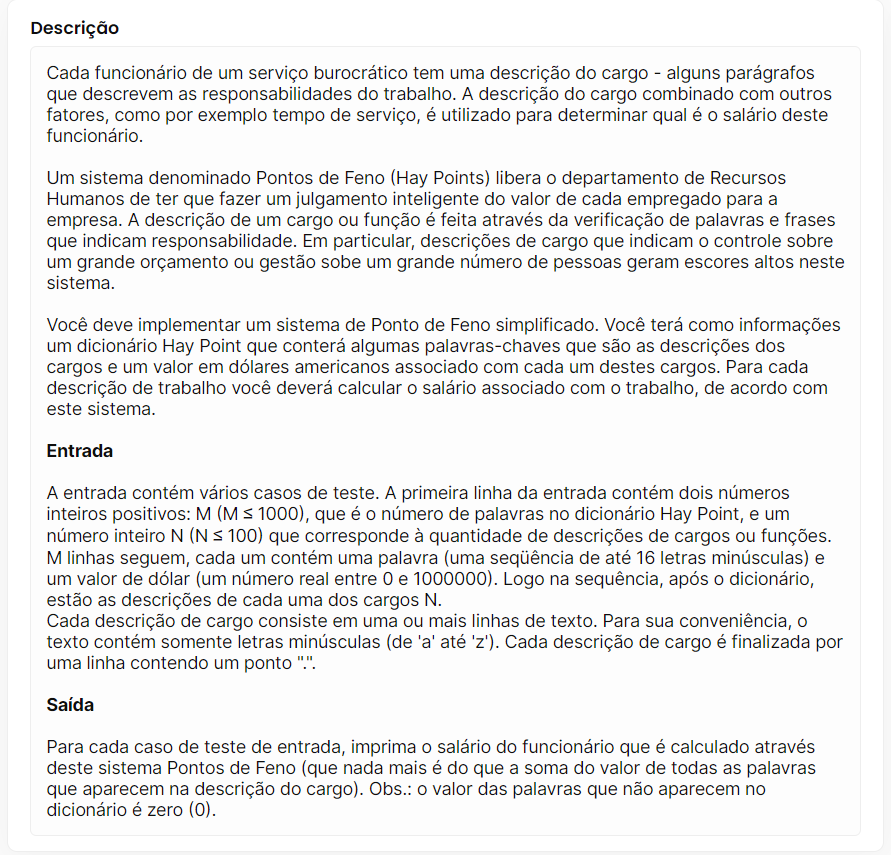 Descrição
Cada funcionário de um serviço burocrático tem uma descrição do cargo - alguns parágrafos
que descrevem as responsabilidades do trabalho. A descrição do cargo combinado com outros
fatores, como por exemplo tempo de serviço, é utilizado para determinar qual é o salário deste
funcionário.
Um sistema denominado Pontos de Feno (Hay Points) libera o departamento de Recursos
Humanos de ter que fazer um julgamento inteligente do valor de cada empregado para a
empresa. A descrição de um cargo ou função é feita através da verificação de palavras e frases
que indicam responsabilidade. Em particular, descrições de cargo que indicam o controle sobre
um grande orçamento ou gestão sobe um grande número de pessoas geram escores altos neste
sistema.
Você deve implementar um sistema de Ponto de Feno simplificado. Você terá como informações
um dicionário Hay Point que conterá algumas palavras-chaves que são as descrições dos
cargos e um valor em dólares americanos associado com cada um destes cargos. Para cada
descrição de trabalho você deverá calcular o salário associado com o trabalho, de acordo com
este sistema.
Entrada
A entrada contém vários casos de teste. A primeira linha da entrada contém dois números
inteiros positivos: M (M ≤ 1000), que é o número de palavras no dicionário Hay Point, e um
número inteiro N (N ≤ 100) que corresponde à quantidade de descrições de cargos ou funções.
M linhas seguem, cada um contém uma palavra (uma seqüência de até 16 letras minúsculas) e
um valor de dólar (um número real entre 0 e 1000000). Logo na sequência, após o dicionário,
estão as descrições de cada uma dos cargos N.
Cada descrição de cargo consiste em uma ou mais linhas de texto. Para sua conveniência, o
texto contém somente letras minúsculas (de 'a' até 'z'). Cada descrição de cargo é finalizada por
uma linha contendo um ponto ".".
Saída
Para cada caso de teste de entrada, imprima o salário do funcionário que é calculado através
deste sistema Pontos de Feno (que nada mais é do que a soma do valor de todas as palavras
que aparecem na descrição do cargo). Obs.: o valor das palavras que não aparecem no
dicionário é zero (0).